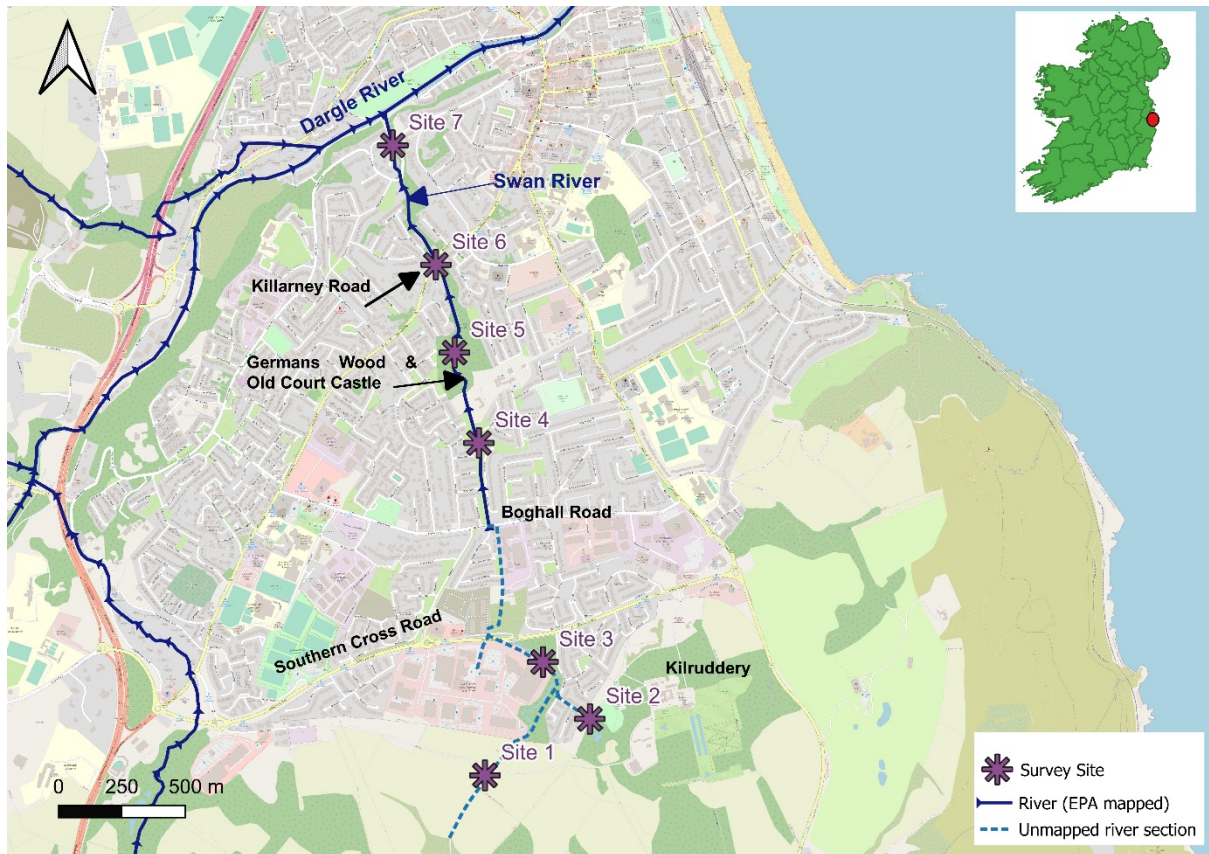 Dargle River
Site 7
Swan River
Site 6
Killarney Road
Site 5
Germans Wood &
Old Court Castle
Site 4
Boghall Road
Southern Cross Road
Site 3
Kilruddery
Site 2
Site 1
0 250 500 m
Survey Site
River (EPA mapped)
Unmapped river section